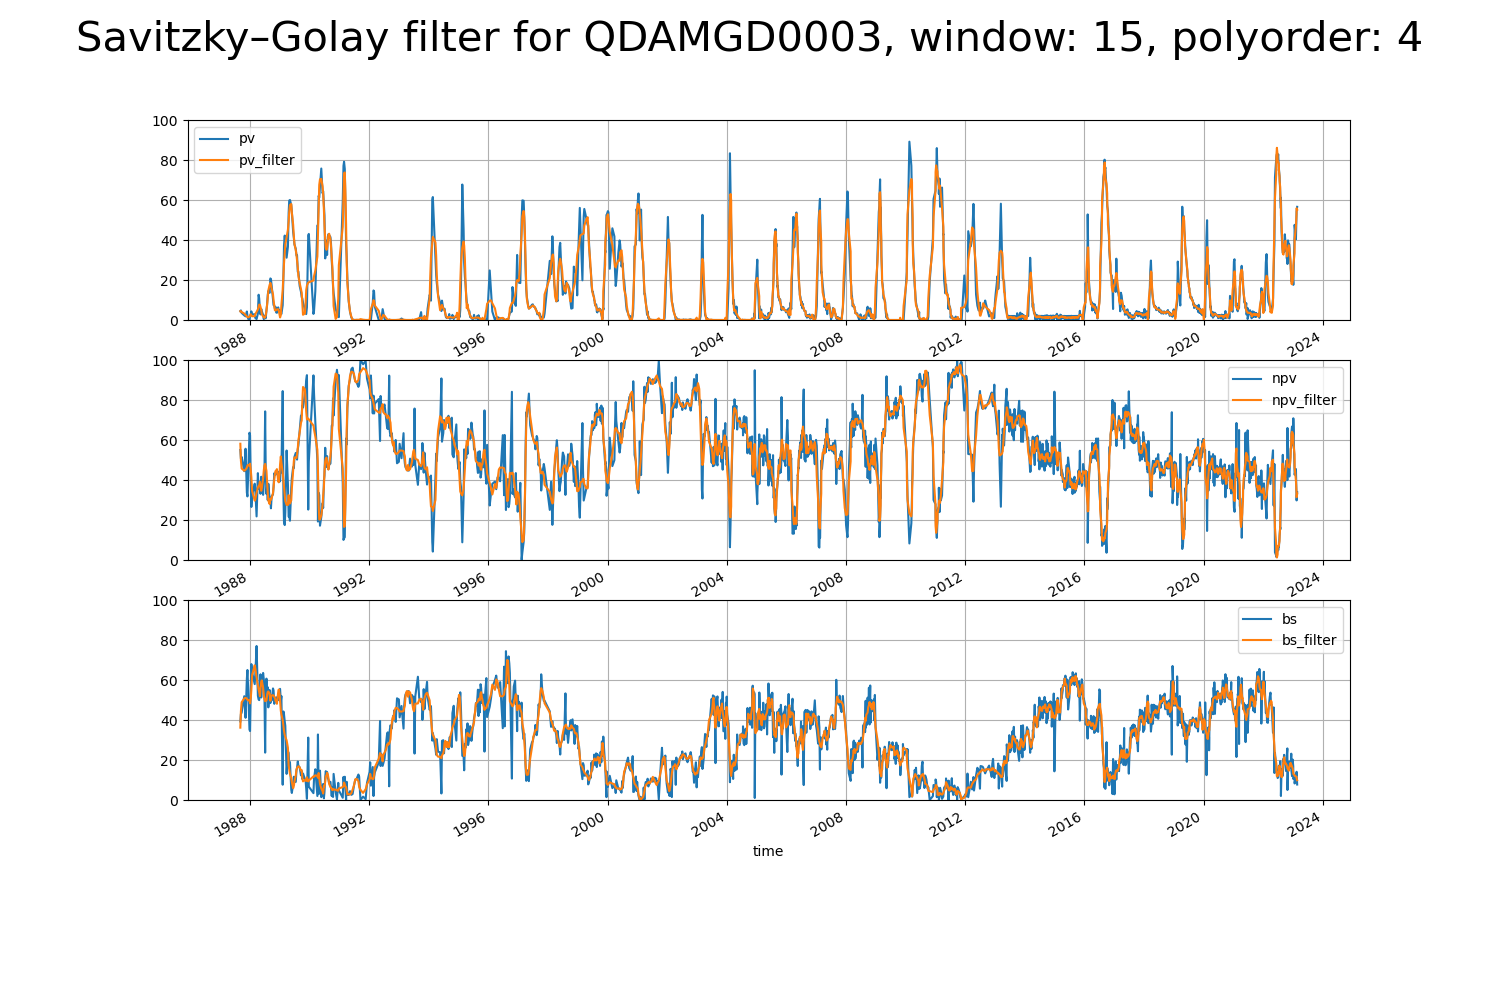 Savitzky–Golay filter for QDAMGD0003, window: 15, polyorder: 4
100
80
60
40
20
0
pv
pv_filter
1988 1992 1996 2000 2004 2008 2012 2016 2020 2024
100
80
60
40
20
0
npv
npv_filter
1988 1992 1996 2000 2004 2008 2012 2016 2020 2024
100
80
60
40
20
0
bs
bs_filter
1988 1992 1996 2000 2004 2008 2012 2016 2020 2024
time